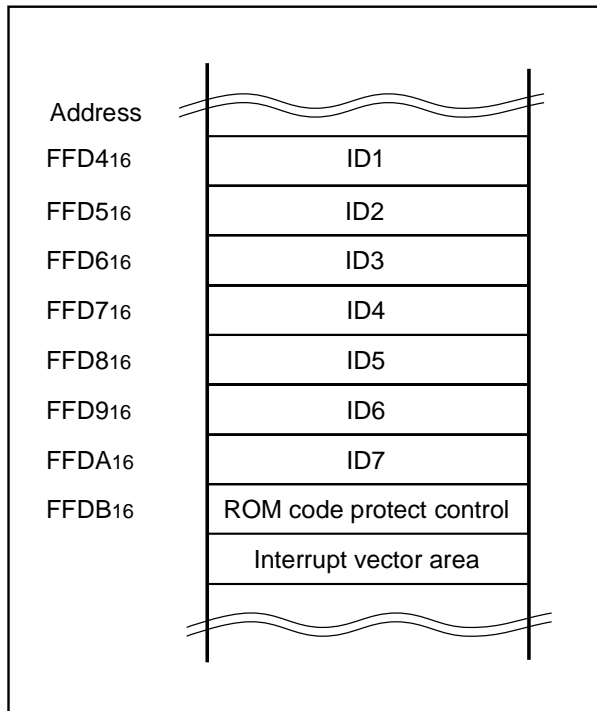 Address
FFD416 ID1
FFD516 ID2
FFD616 ID3
FFD716 ID4
FFD816 ID5
FFD916 ID6
FFDA16 ID7
FFDB16 ROM code protect control
Interrupt vector area